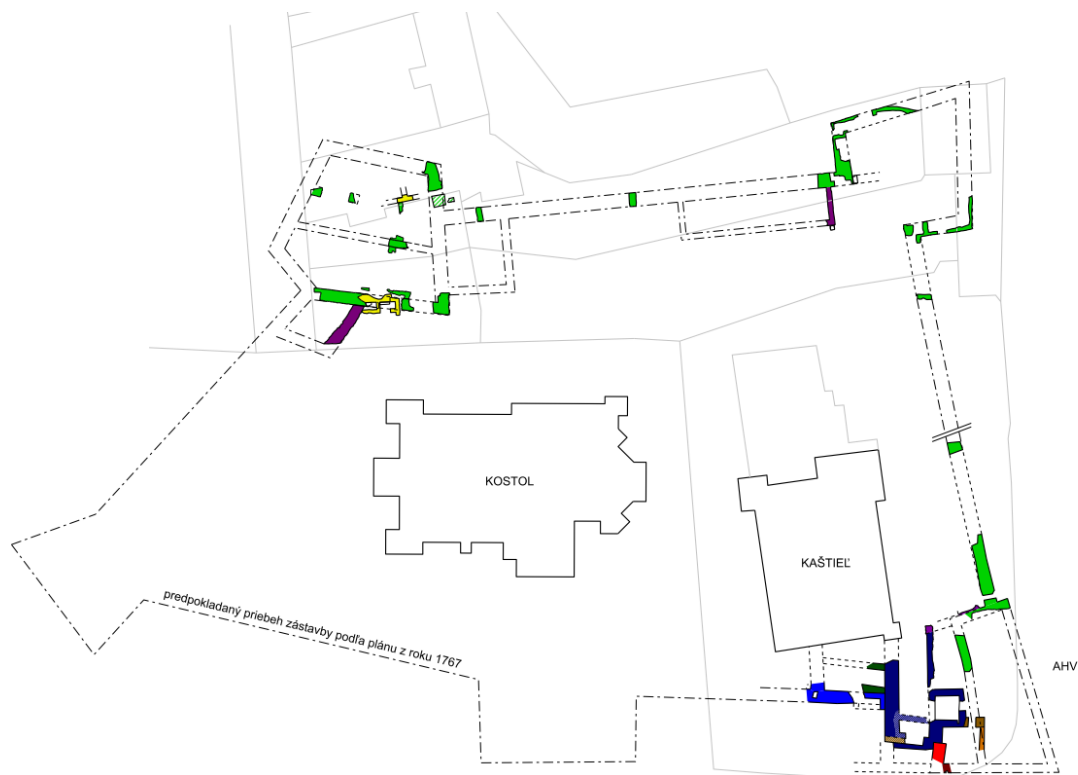 KOSTOL
KAŠTIEĽ
predpokladaný priebeh zástavby podľa plánu z roku 1767
AHV